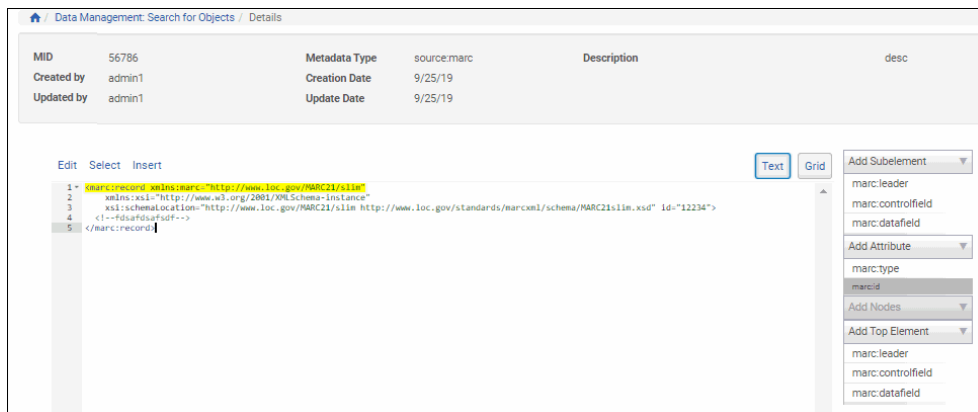 / Data Management: Search for Objects / Details
MID 56786 Metadata Type source:marc Description desc
Created by admin1 Creation Date 9/25/19
Updated by admin1 Update Date 9/25/19
Edit Select Insert Text Grid
1 <marc:record xmlns:marc="http://www.loc.gov/MARC21/slim"
2 xmlns:xsi="http://www.w3.org/2001/XMLSchema-instance"
3 xsi:schemaLocation="http://www.loc.gov/MARC21/slim http://www.loc.gov/standards/marcxml/schema/MARC21slim.xsd" id="12234">
4 <!--fdsafdsafsdf-->
5 </marc:record>
Add Subelement
marc:leader
marc:controlfield
marc:datafield
Add Attribute
marc:type
marc:id
Add Nodes
Add Top Element
marc:leader
marc:controlfield
marc:datafield